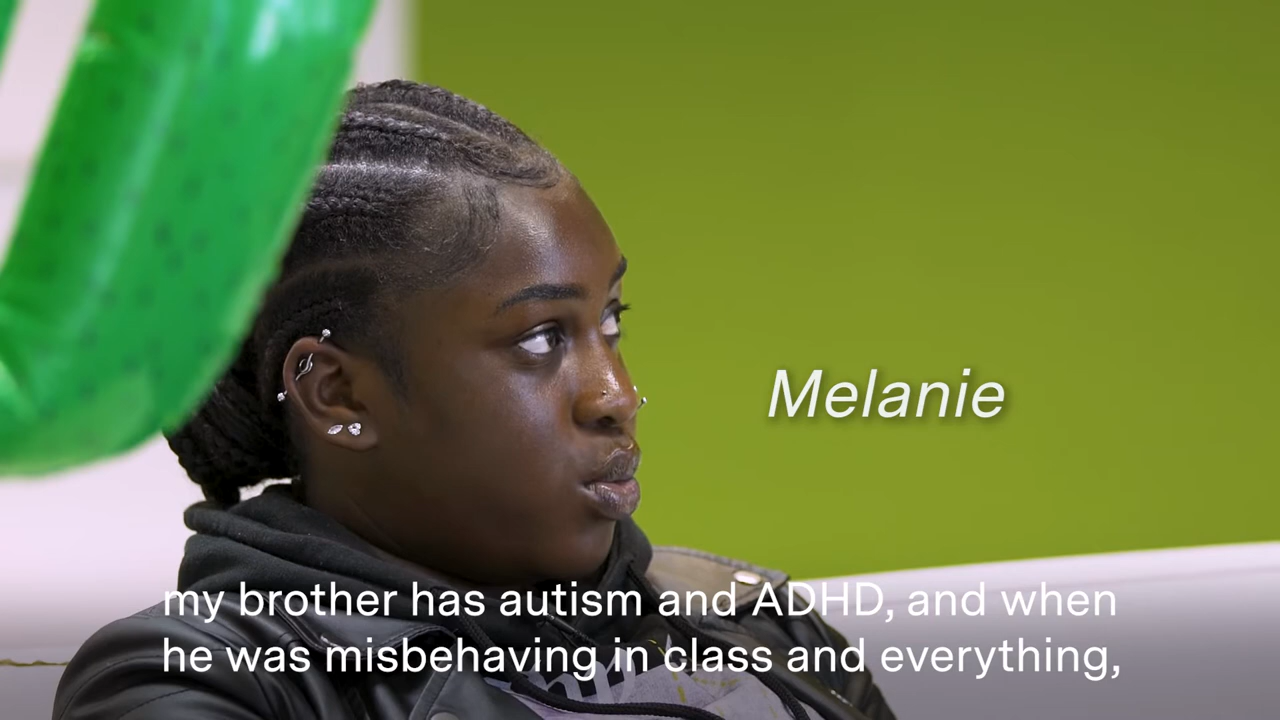 Melanie
my brother has autism and ADHD, and when
he was misbehaving in class and everything,